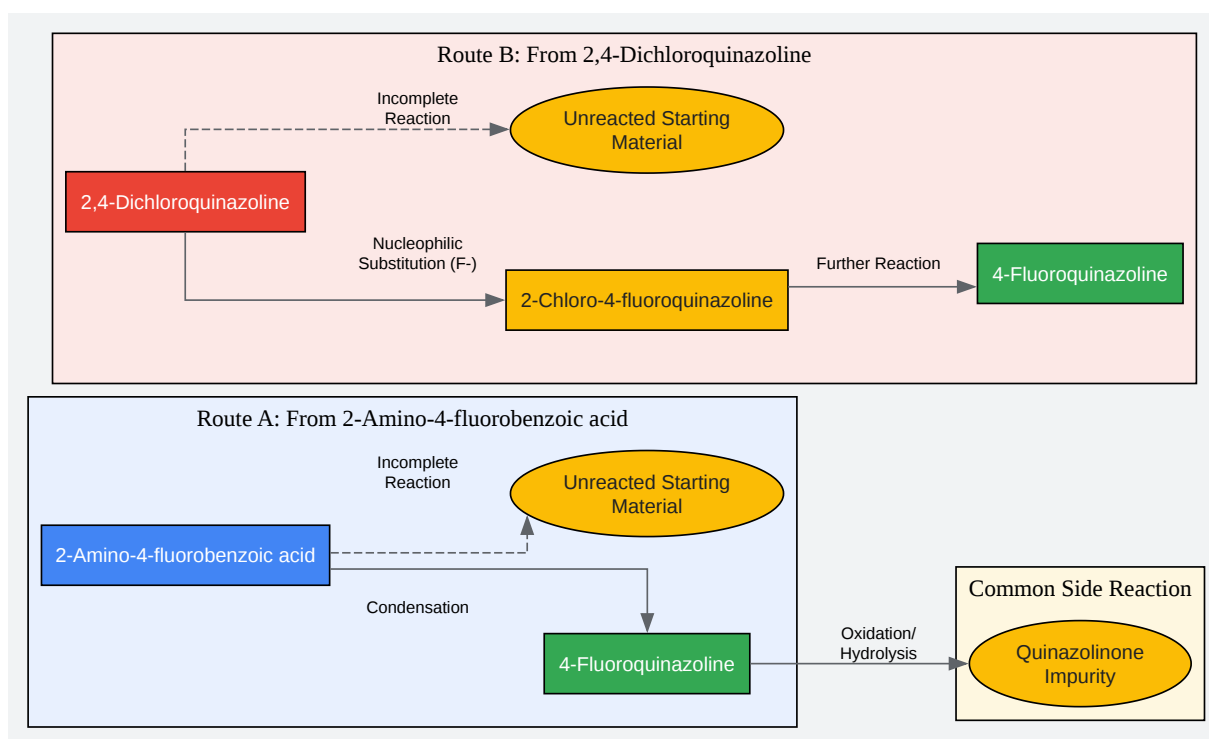 Route B: From 2,4-Dichloroquinazoline
Incomplete
Reaction
Unreacted Starting
Material
2,4-Dichloroquinazoline
Nucleophilic
Substitution (F-)
2-Chloro-4-fluoroquinazoline
Further Reaction
4-Fluoroquinazoline
Route A: From 2-Amino-4-fluorobenzoic acid
Incomplete
Reaction
Unreacted Starting
Material
2-Amino-4-fluorobenzoic acid
Condensation
4-Fluoroquinazoline
Oxidation/
Hydrolysis
Common Side Reaction
Quinazolinone
Impurity